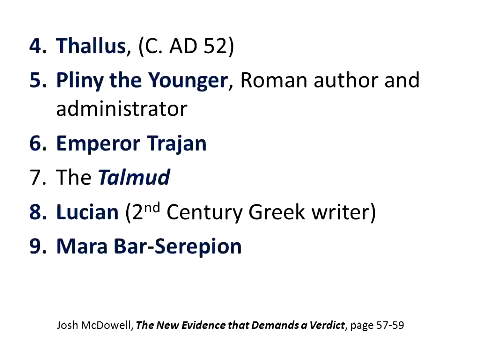 4. Thallus, (C. AD 52)
5. Pliny the Younger, Roman author and
administrator
6. Emperor Trajan
7. The Talmud
8. Lucian (2nd Century Greek writer)
9. Mara Bar-Serepion
Josh McDowell, The New Evidence that Demands a Verdict, page 57-59